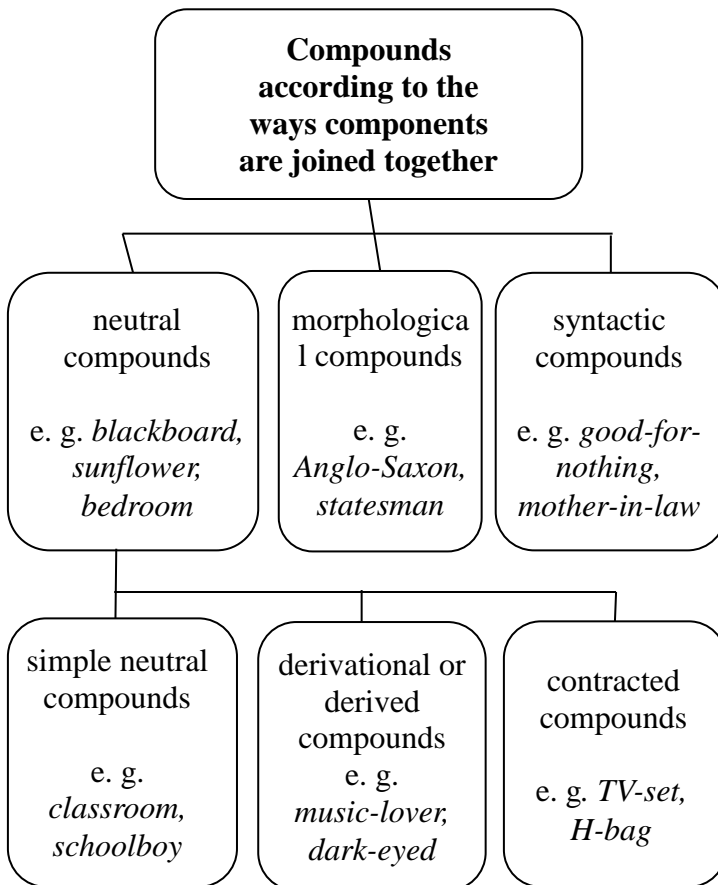 Compounds
according to the
ways components
are joined together
neutral
compounds
e. g. blackboard,
sunflower,
bedroom
morphologica
l compounds
e. g.
Anglo-Saxon,
statesman
syntactic
compounds
e. g. good-for-
nothing,
mother-in-law
simple neutral
compounds
e. g.
classroom,
schoolboy
derivational or
derived
compounds
e. g.
music-lover,
dark-eyed
contracted
compounds
e. g. TV-set,
H-bag